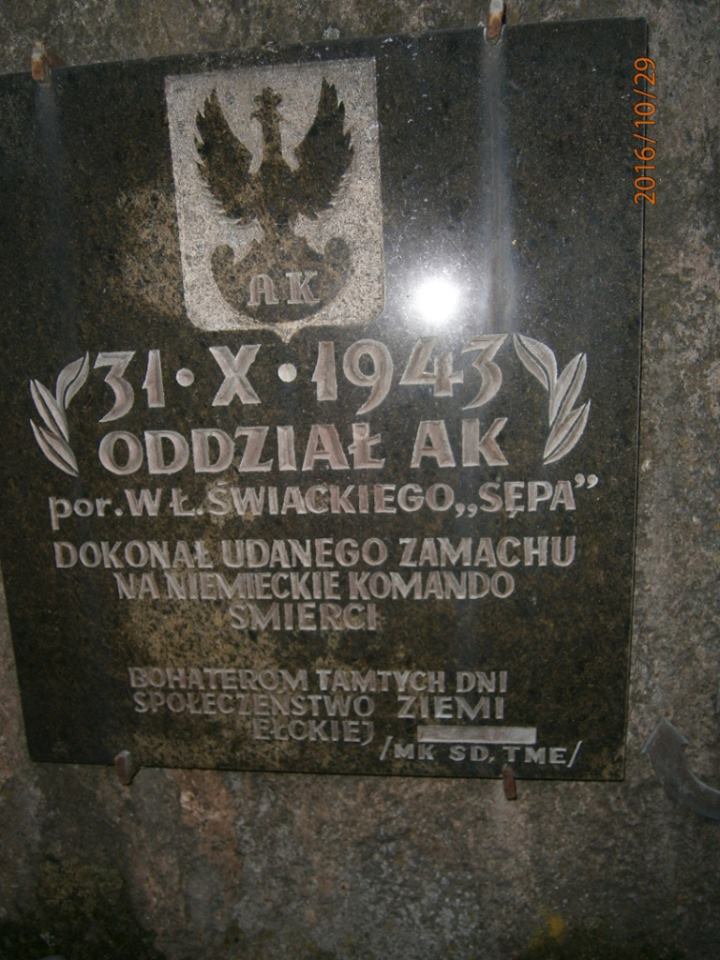 2016/10/29
AK
31·X·1943
ODDZIAŁ AK
por. WŁ. ŚWIACKIEGO „SĘPA”
DOKONAŁ UDANEGO ZAMACHU
NA NIEMIECKIE KOMANDO
ŚMIERCI
BOHATEROM TAMTYCH DNI
SPOŁECZEŃSTWO ZIEMI
EŁCKIEJ
/MK SD, TME/